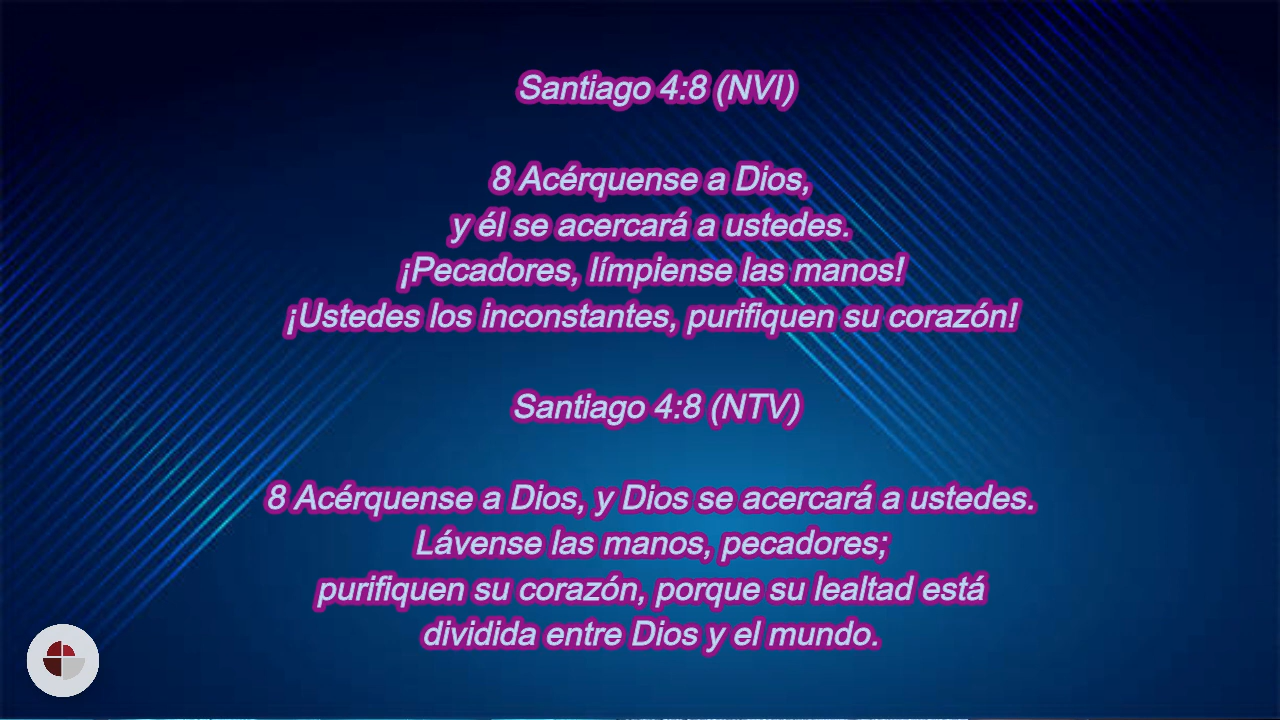 Santiago 4:8 (NVI)
8 Acérquense a Dios,
y él se acercará a ustedes.
¡Pecadores, límpiense las manos!
¡Ustedes los inconstantes, purifiquen su corazón!
Santiago 4:8 (NTV)
8 Acérquense a Dios, y Dios se acercará a ustedes.
Lávense las manos, pecadores;
purifiquen su corazón, porque su lealtad está
dividida entre Dios y el mundo.